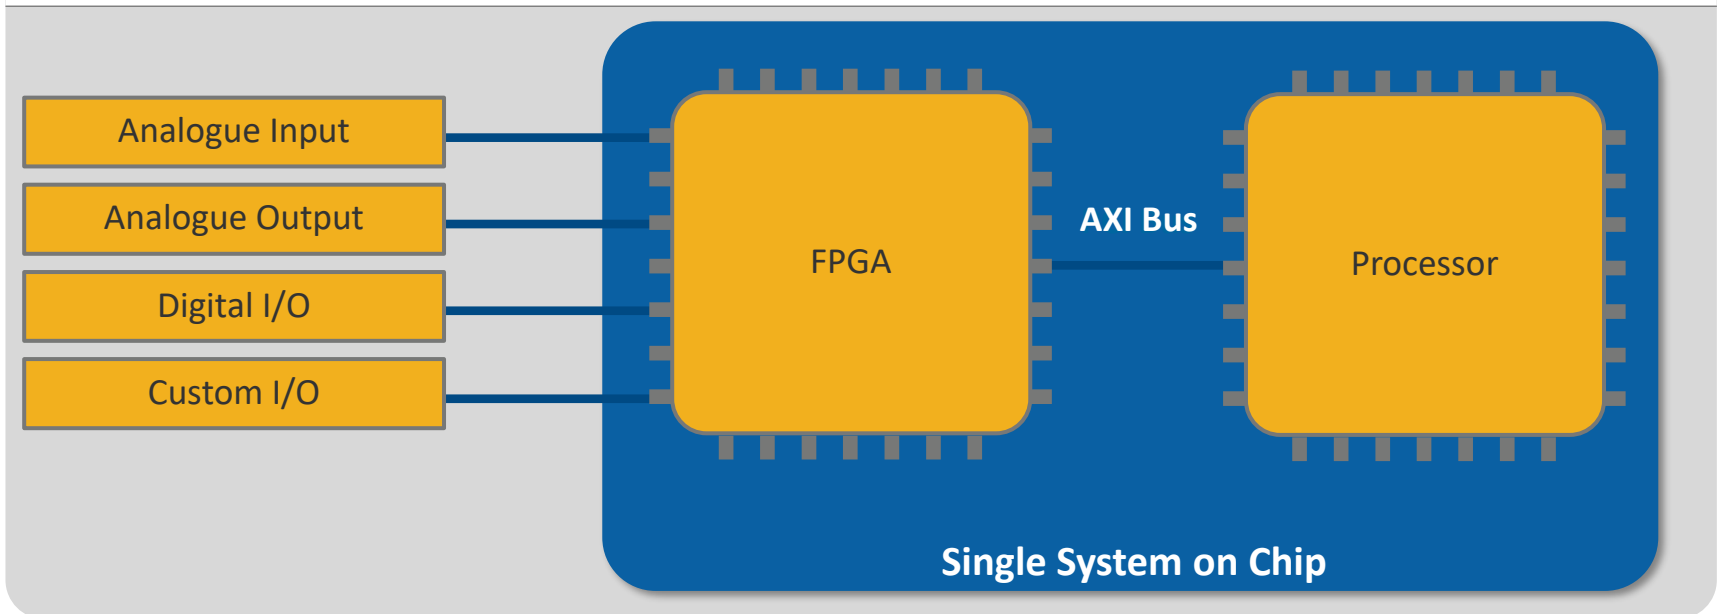 Analogue Input
Analogue Output
Digital I/O
Custom I/O
FPGA
AXI Bus
Processor
Single System on Chip